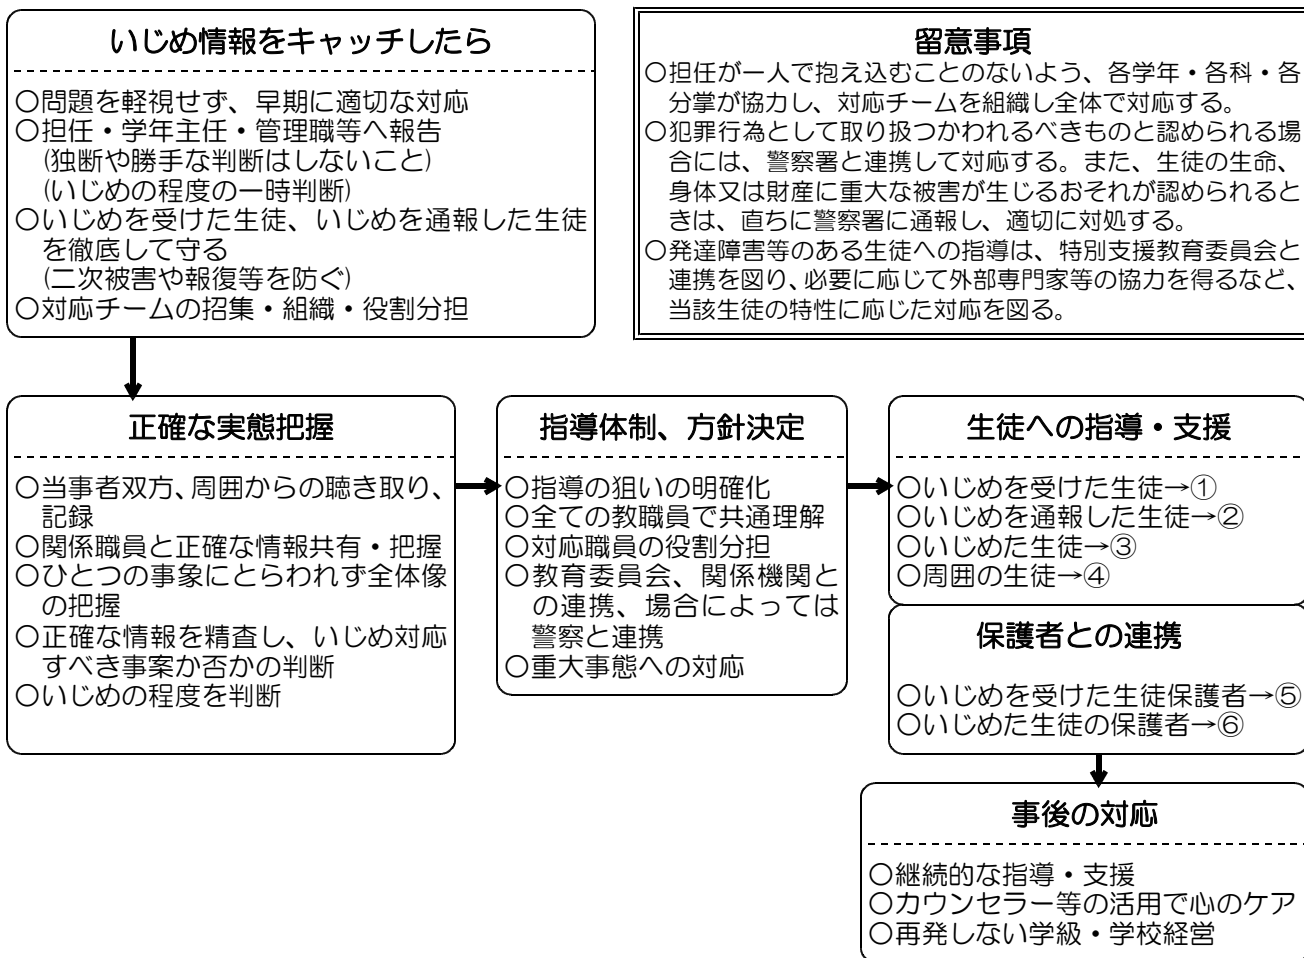 いじめ情報をキャッチしたら
○問題を軽視せず、早期に適切な対応
○担任・学年主任・管理職等へ報告
(独断や勝手な判断はしないこと)
(いじめの程度の一時判断)
○いじめを受けた生徒、いじめを通報した生徒
を徹底して守る
(二次被害や報復等を防ぐ)
○対応チームの招集・組織・役割分担
留意事項
○担任が一人で抱え込むことのないよう、各学年・各科・各
分掌が協力し、対応チームを組織し全体で対応する。
○犯罪行為として取り扱つかわれるべきものと認められる場
合には、警察署と連携して対応する。また、生徒の生命、
身体又は財産に重大な被害が生じるおそれが認められると
きは、直ちに警察署に通報し、適切に対処する。
○発達障害等のある生徒への指導は、特別支援教育委員会と
連携を図り、必要に応じて外部専門家等の協力を得るなど、
当該生徒の特性に応じた対応を図る。
正確な実態把握
○当事者双方、周囲からの聴き取り、
記録
○関係職員と正確な情報共有・把握
○ひとつの事象にとらわれず全体像
の把握
○正確な情報を精査し、いじめ対応
すべき事案か否かの判断
○いじめの程度を判断
指導体制、方針決定
○指導の狙いの明確化
○全ての教職員で共通理解
○対応職員の役割分担
○教育委員会、関係機関と
の連携、場合によっては
警察と連携
○重大事態への対応
生徒への指導・支援
○いじめを受けた生徒→①
○いじめを通報した生徒→②
○いじめた生徒→③
○周囲の生徒→④
保護者との連携
○いじめを受けた生徒保護者→⑤
○いじめた生徒の保護者→⑥
事後の対応
○継続的な指導・支援
○カウンセラー等の活用で心のケア
○再発しない学級・学校経営